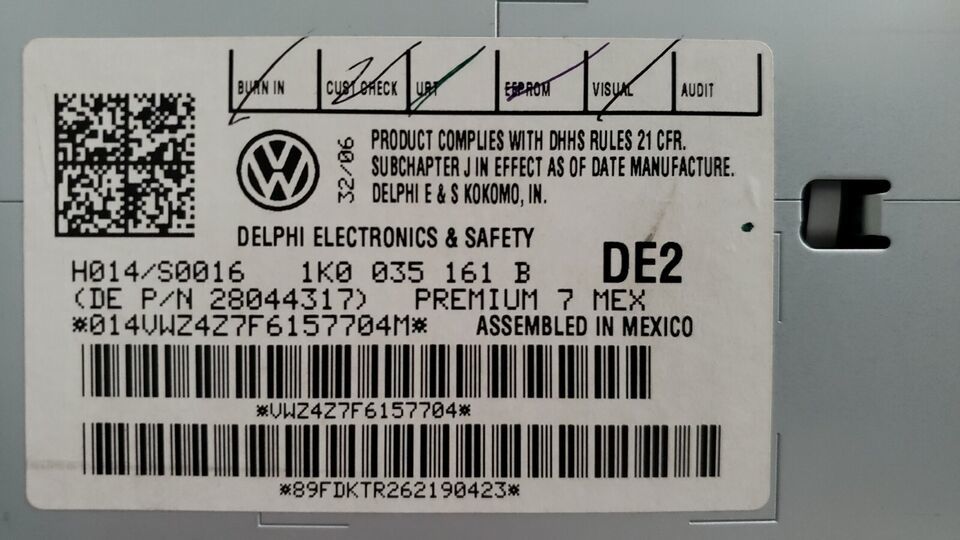 BURN IN CUST CHECK URT EEPROM VISUAL AUDIT
32/06
PRODUCT COMPLIES WITH DHHS RULES 21 CFR.
SUBCHAPTER J IN EFFECT AS OF DATE MANUFACTURE.
DELPHI E & S KOKOMO, IN.
DELPHI ELECTRONICS & SAFETY
DE2
H014/S0016 1K0 035 161 B
(DE P/N 28044317) PREMIUM 7 MEX
*014VWZ4Z7F6157704M* ASSEMBLED IN MEXICO
*VWZ4Z7F6157704*
*89FDKTR262190423*